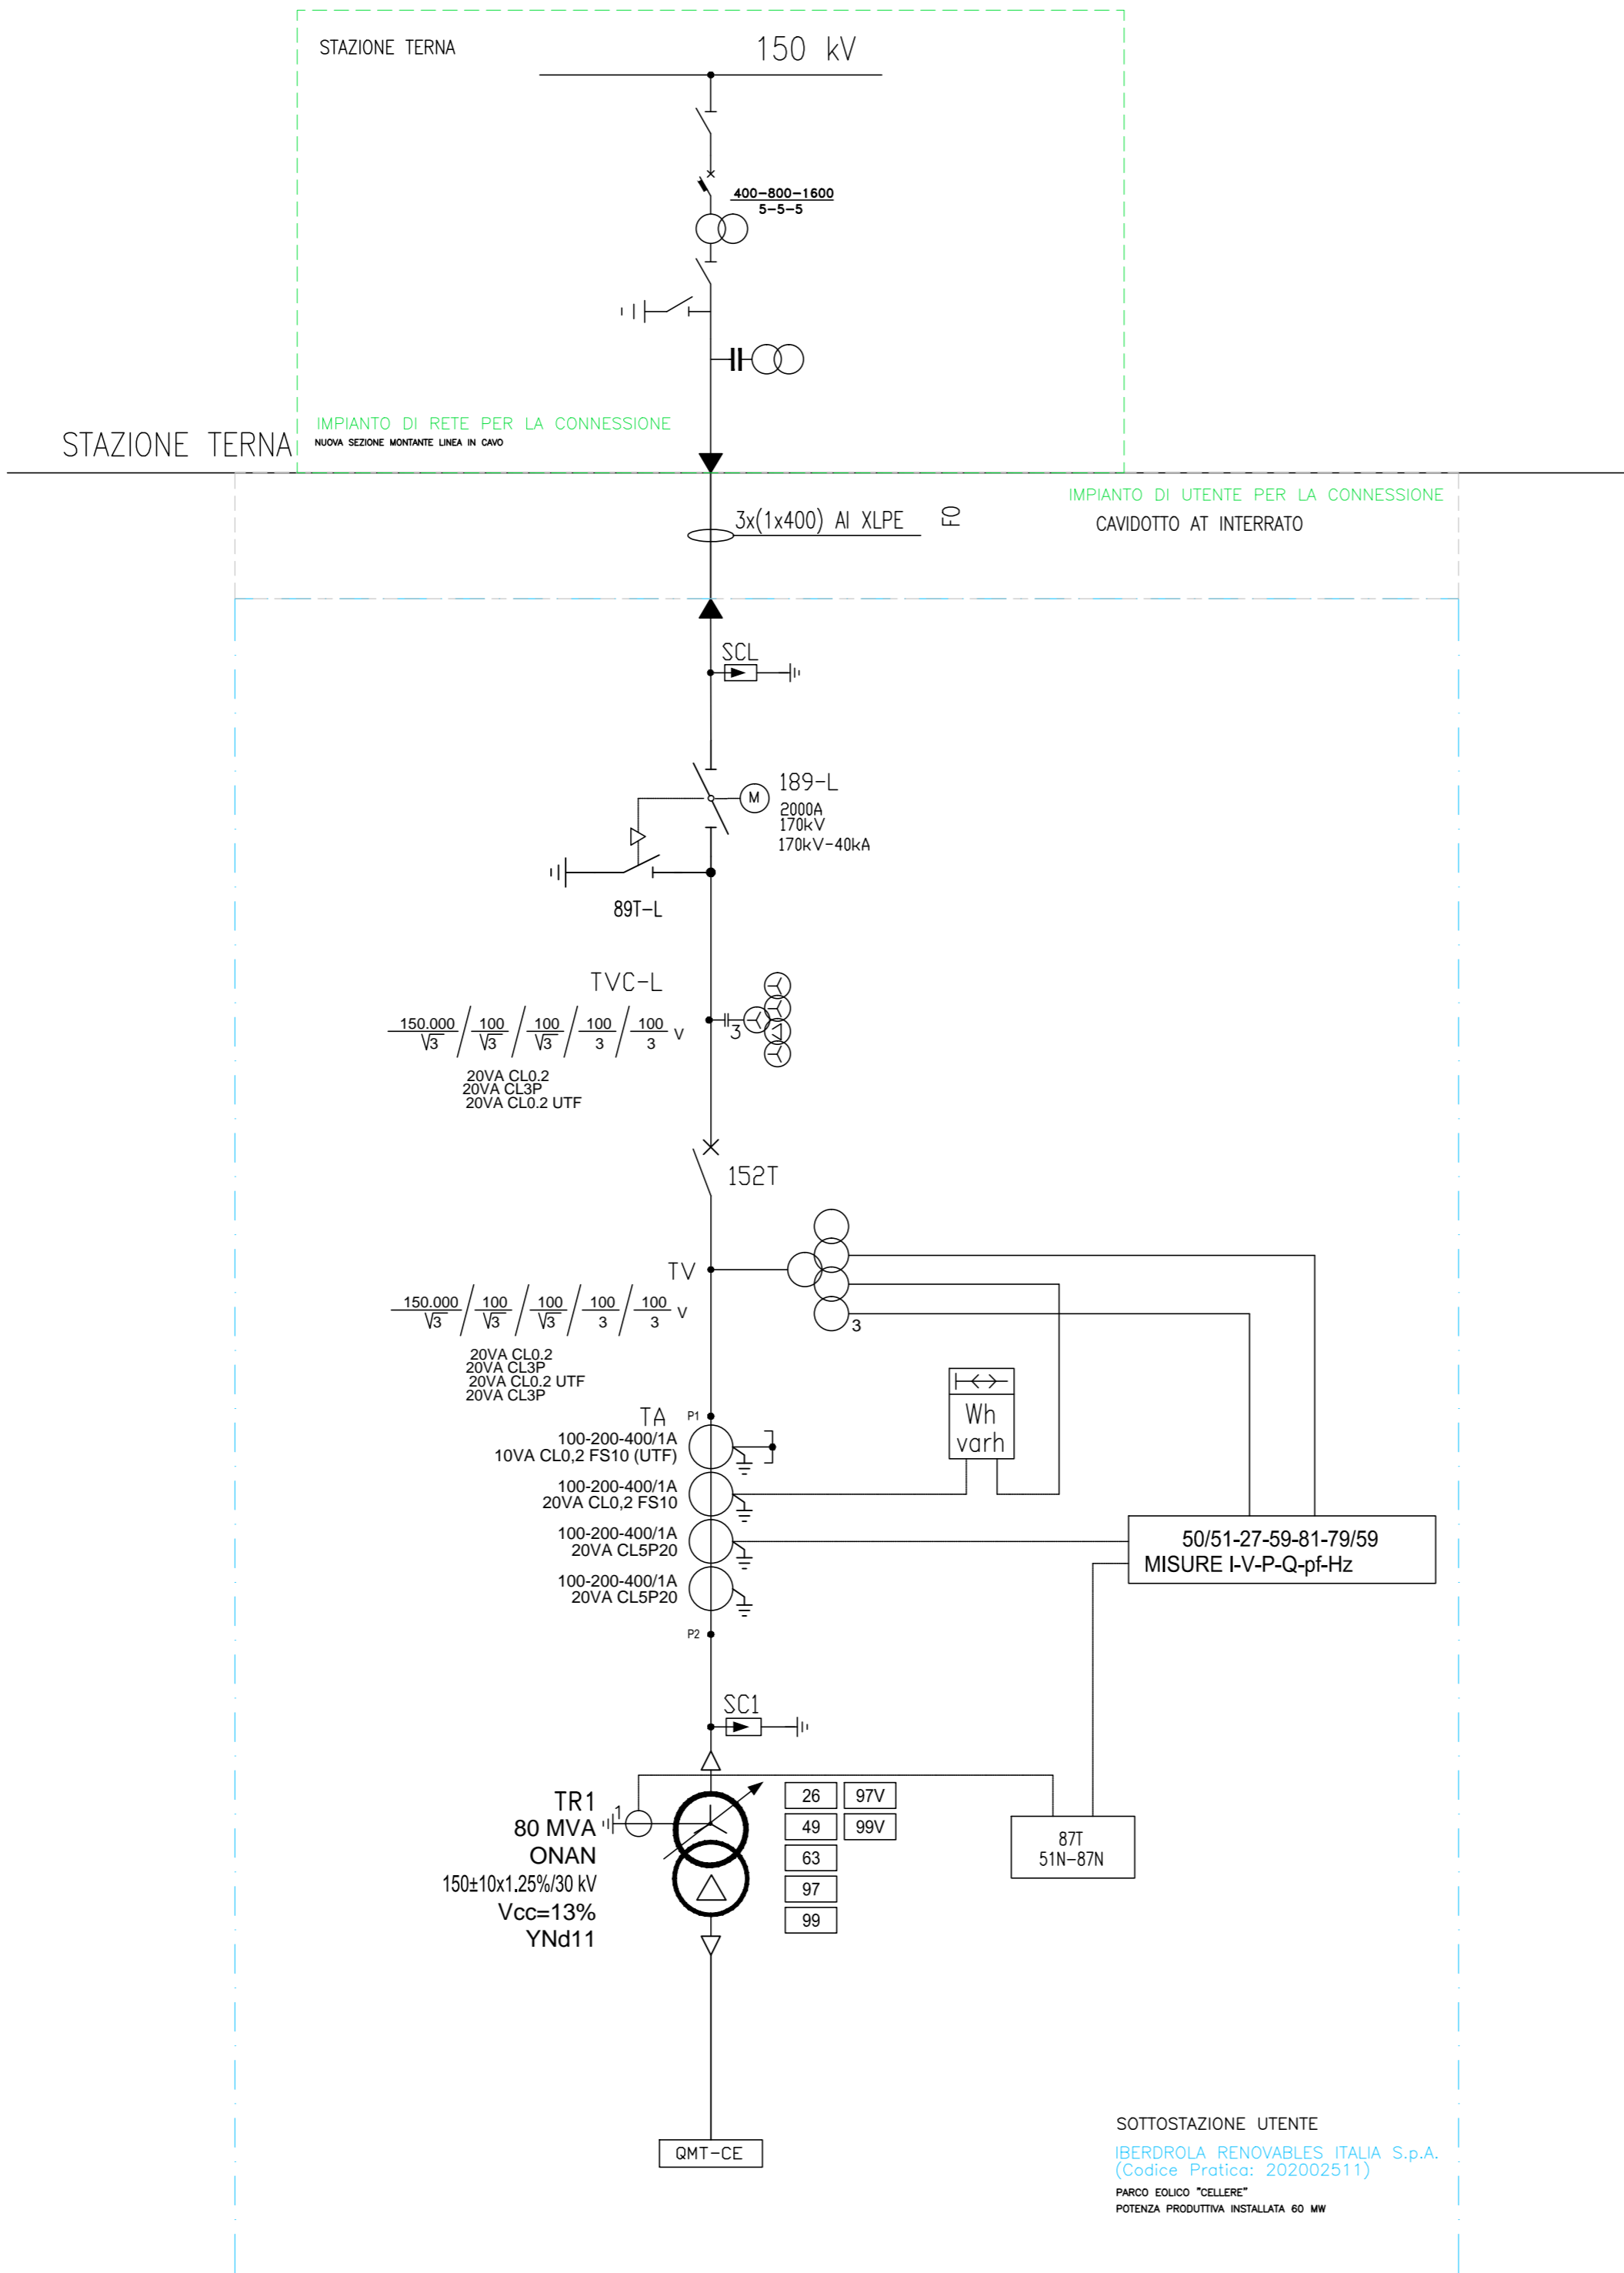 STAZIONE TERNA
150 kV
400-800-1600
5-5-5
IMPIANTO DI RETE PER LA CONNESSIONE
NUOVA SEZIONE MONTANTE LINEA IN CAVO
STAZIONE TERNA
IMPIANTO DI UTENTE PER LA CONNESSIONE
CAVIDOTTO AT INTERRATO
3x(1x400) Al XLPE
FO
SCL
189-L
M
2000A
170kV
170kV-40kA
89T-L
TVC-L
150.000/√3 / 100/√3 / 100/√3 / 100/3 / 100/3 V
3
20VA CL0.2
20VA CL3P
20VA CL0.2 UTF
152T
TV
150.000/√3 / 100/√3 / 100/√3 / 100/3 / 100/3 V
3
20VA CL0.2
20VA CL3P
20VA CL0.2 UTF
20VA CL3P
TA
P1
100-200-400/1A
10VA CL0,2 FS10 (UTF)
100-200-400/1A
20VA CL0,2 FS10
100-200-400/1A
20VA CL5P20
100-200-400/1A
20VA CL5P20
P2
Wh
varh
50/51-27-59-81-79/59
MISURE I-V-P-Q-pf-Hz
SC1
TR1
80 MVA
ONAN
150±10x1.25%/30 kV
Vcc=13%
YNd11
1
26 97V
49 99V
63
97
99
87T
51N-87N
QMT-CE
SOTTOSTAZIONE UTENTE
IBERDROLA RENOVABLES ITALIA S.p.A.
(Codice Pratica: 202002511)
PARCO EOLICO "CELLERE"
POTENZA PRODUTTIVA INSTALLATA 60 MW